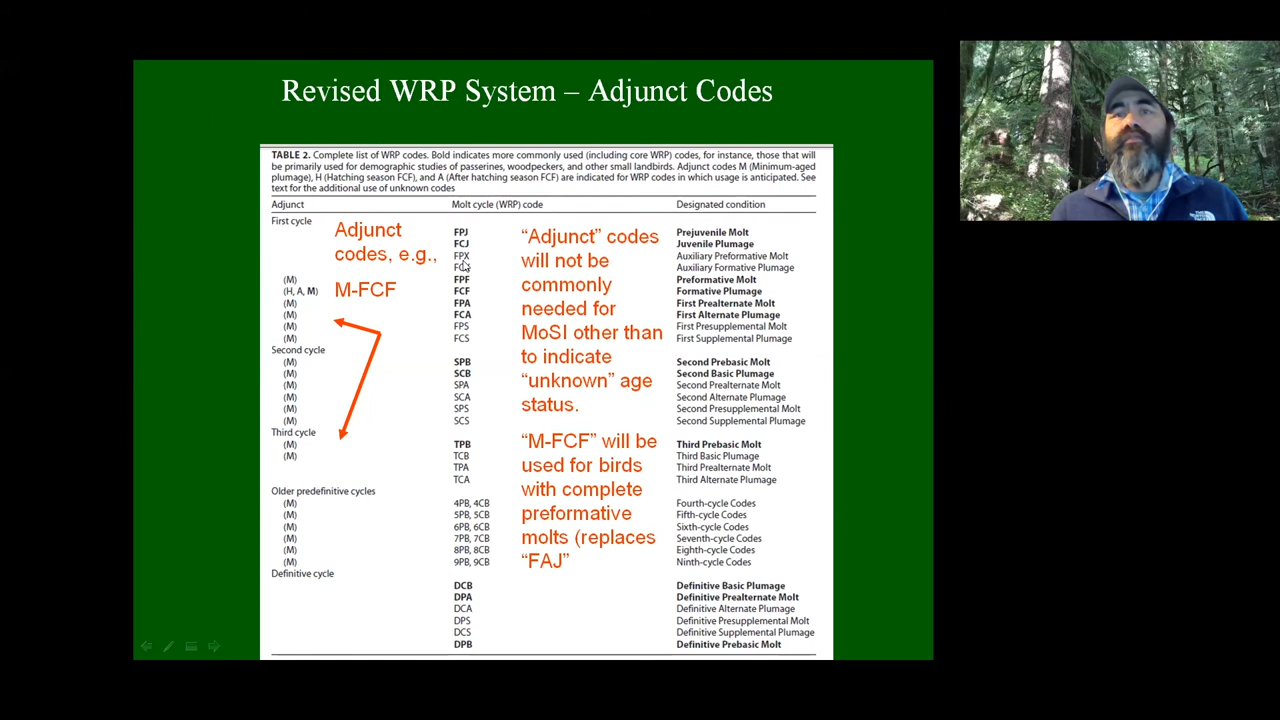 Revised WRP System – Adjunct Codes
TABLE 2. Complete list of WRP codes. Bold indicates more commonly used (including core WRP) codes, for instance, those that will
be primarily used for demographic studies of passerines, woodpeckers, and other small landbirds. Adjunct codes M (Minimum-aged
plumage), H (Hatching season FCF), and A (After hatching season FCF) are indicated for WRP codes in which usage is anticipated. See
text for the additional use of unknown codes
Adjunct Molt cycle (WRP) code Designated condition
First cycle
FPJ Prejuvenile Molt
FCJ Juvenile Plumage
FPX Auxiliary Preformative Molt
Auxiliary Formative Plumage
(M) FPF Preformative Molt
(H, A, M) FCF Formative Plumage
(M) FPA First Prealternate Molt
(M) FCA First Alternate Plumage
(M) FPS First Presupplemental Molt
(M) FCS First Supplemental Plumage
Second cycle
(M) SPB Second Prebasic Molt
(M) SCB Second Basic Plumage
(M) SPA Second Prealternate Molt
(M) SCA Second Alternate Plumage
(M) SPS Second Presupplemental Molt
(M) SCS Second Supplemental Plumage
Third cycle
(M) TPB Third Prebasic Molt
(M) TCB Third Basic Plumage
TPA Third Prealternate Molt
TCA Third Alternate Plumage
Older predefinitive cycles
(M) 4PB, 4CB Fourth-cycle Codes
(M) 5PB, 5CB Fifth-cycle Codes
(M) 6PB, 6CB Sixth-cycle Codes
(M) 7PB, 7CB Seventh-cycle Codes
(M) 8PB, 8CB Eighth-cycle Codes
(M) 9PB, 9CB Ninth-cycle Codes
Definitive cycle
DCB Definitive Basic Plumage
DPA Definitive Prealternate Molt
DCA Definitive Alternate Plumage
DPS Definitive Presupplemental Molt
DCS Definitive Supplemental Plumage
DPB Definitive Prebasic Molt
Adjunct
codes, e.g.,
M-FCF
“Adjunct” codes
will not be
commonly
needed for
MoSI other than
to indicate
“unknown” age
status.
“M-FCF” will be
used for birds
with complete
preformative
molts (replaces
“FAJ”